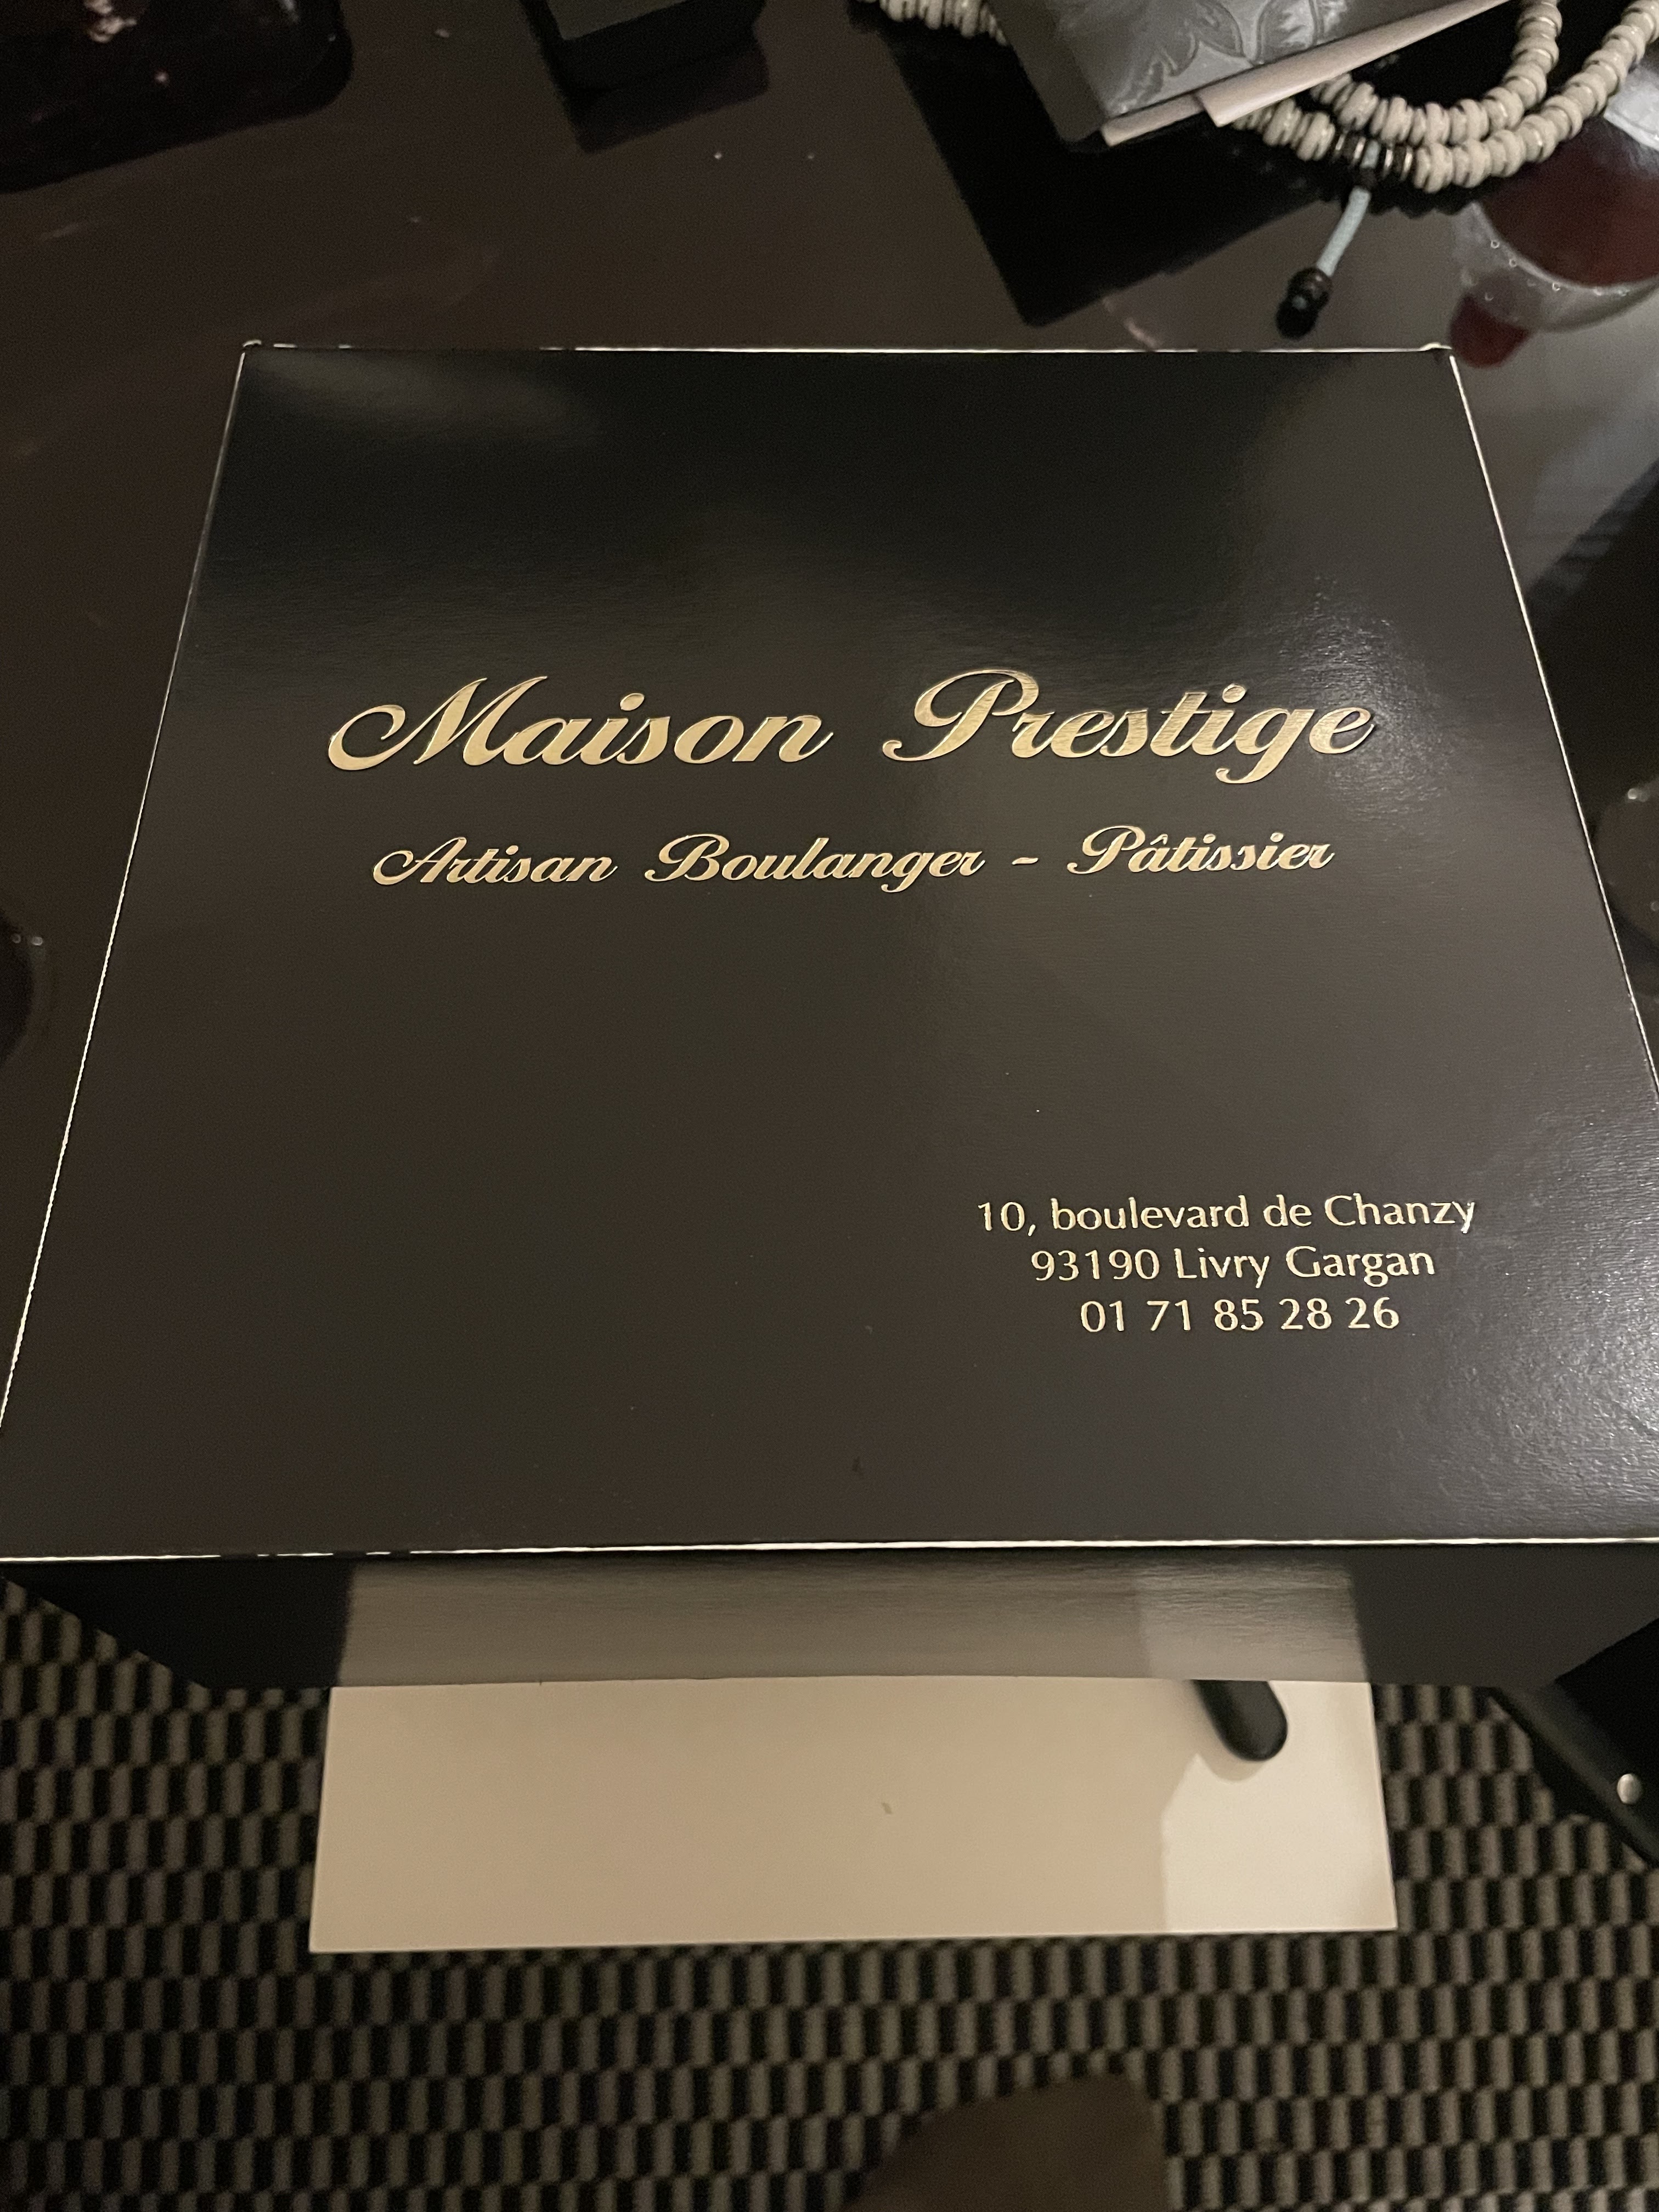 Maison Prestige
Artisan Boulanger - Pâtissier
10, boulevard de Chanzy
93190 Livry Gargan
01 71 85 28 26